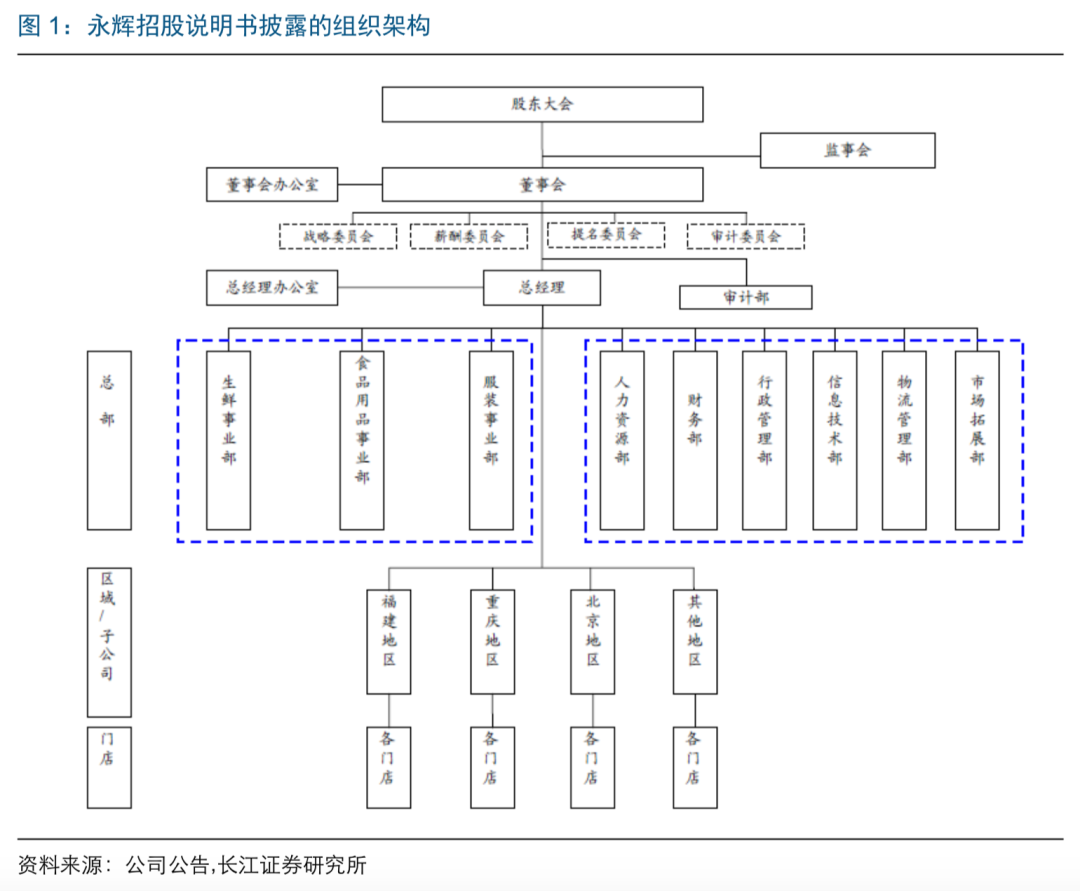 图 1：永辉招股说明书披露的组织架构
股东大会
监事会
董事会办公室
董事会
战略委员会
薪酬委员会
提名委员会
审计委员会
总经理办公室
总经理
审计部
总部
生鲜事业部
食品用品事业部
服装事业部
人力资源部
财务部
行政管理部
信息技术部
物流管理部
市场拓展部
区域/子公司
福建地区
重庆地区
北京地区
其他地区
门店
各门店
各门店
各门店
各门店
资料来源：公司公告,长江证券研究所